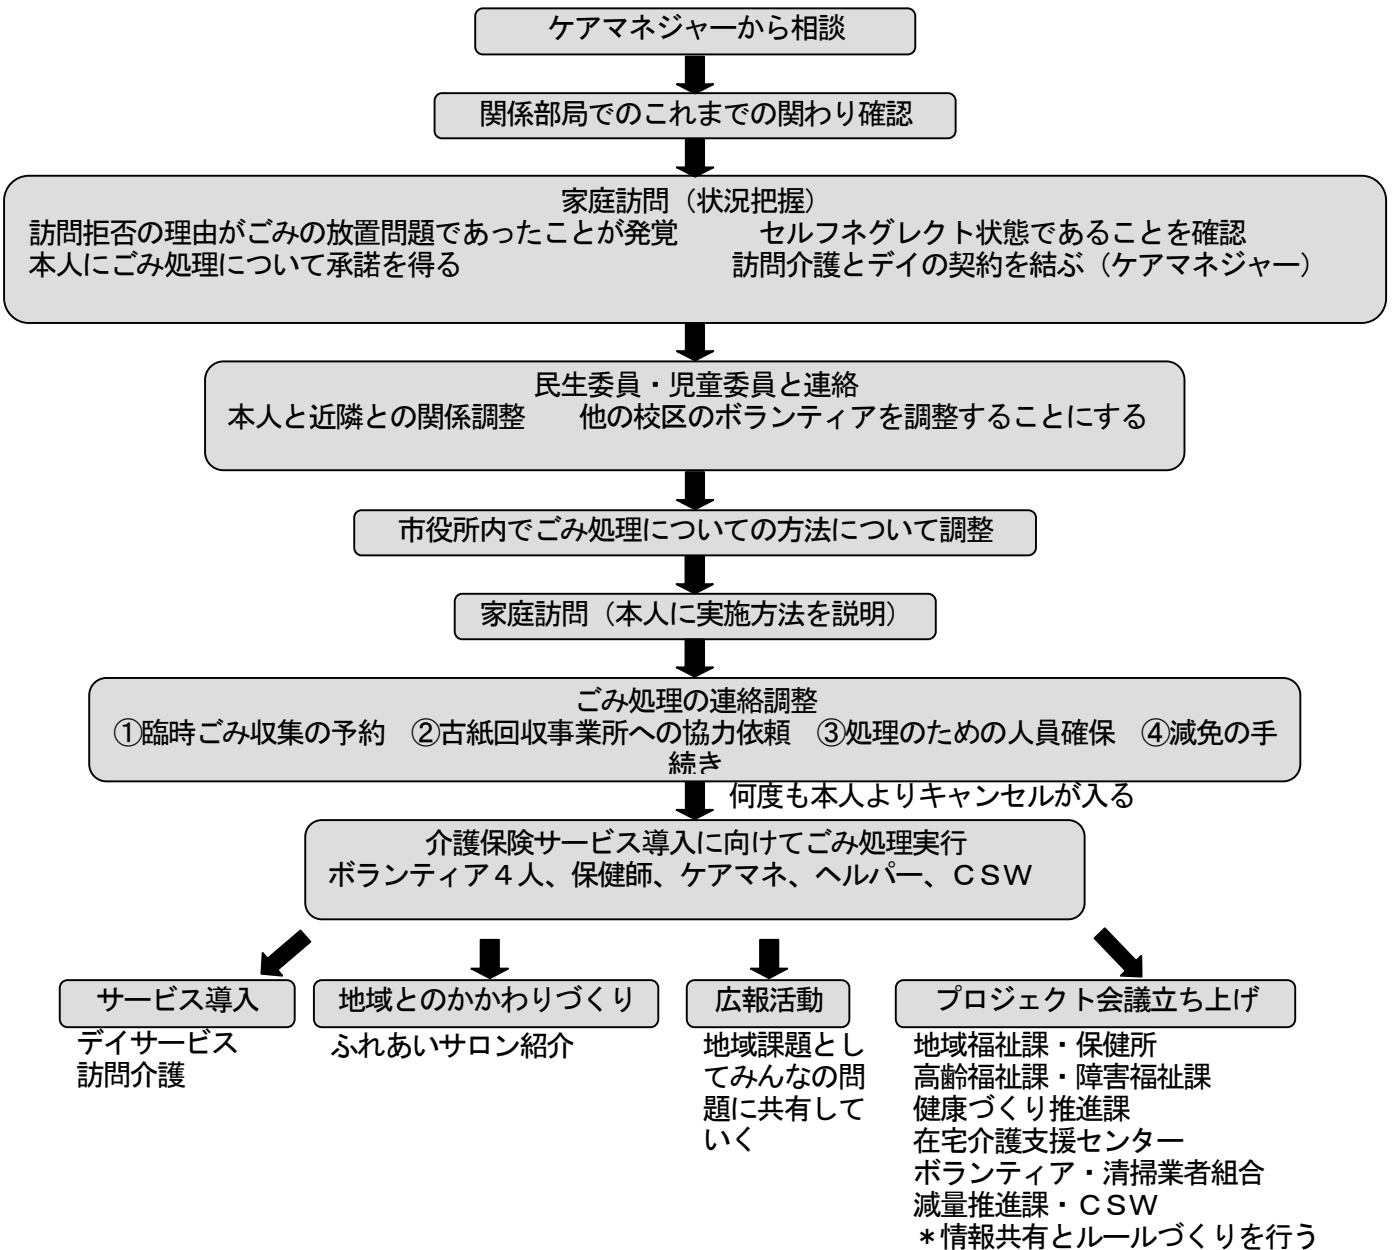 ケアマネジャーから相談
関係部局でのこれまでの関わり確認
家庭訪問（状況把握）
訪問拒否の理由がごみの放置問題であったことが発覚　　　セルフネグレクト状態であることを確認
本人にごみ処理について承諾を得る　　　訪問介護とデイの契約を結ぶ（ケアマネジャー）
民生委員・児童委員と連絡
本人と近隣との関係調整　　他の校区のボランティアを調整することにする
市役所内でごみ処理についての方法について調整
家庭訪問（本人に実施方法を説明）
ごみ処理の連絡調整
①臨時ごみ収集の予約　②古紙回収事業所への協力依頼　③処理のための人員確保　④減免の手
続き
何度も本人よりキャンセルが入る
介護保険サービス導入に向けてごみ処理実行
ボランティア４人、保健師、ケアマネ、ヘルパー、ＣＳＷ
サービス導入
デイサービス
訪問介護
地域とのかかわりづくり
ふれあいサロン紹介
広報活動
地域課題とし
てみんなの問
題に共有して
いく
プロジェクト会議立ち上げ
地域福祉課・保健所
高齢福祉課・障害福祉課
健康づくり推進課
在宅介護支援センター
ボランティア・清掃業者組合
減量推進課・ＣＳＷ
＊情報共有とルールづくりを行う